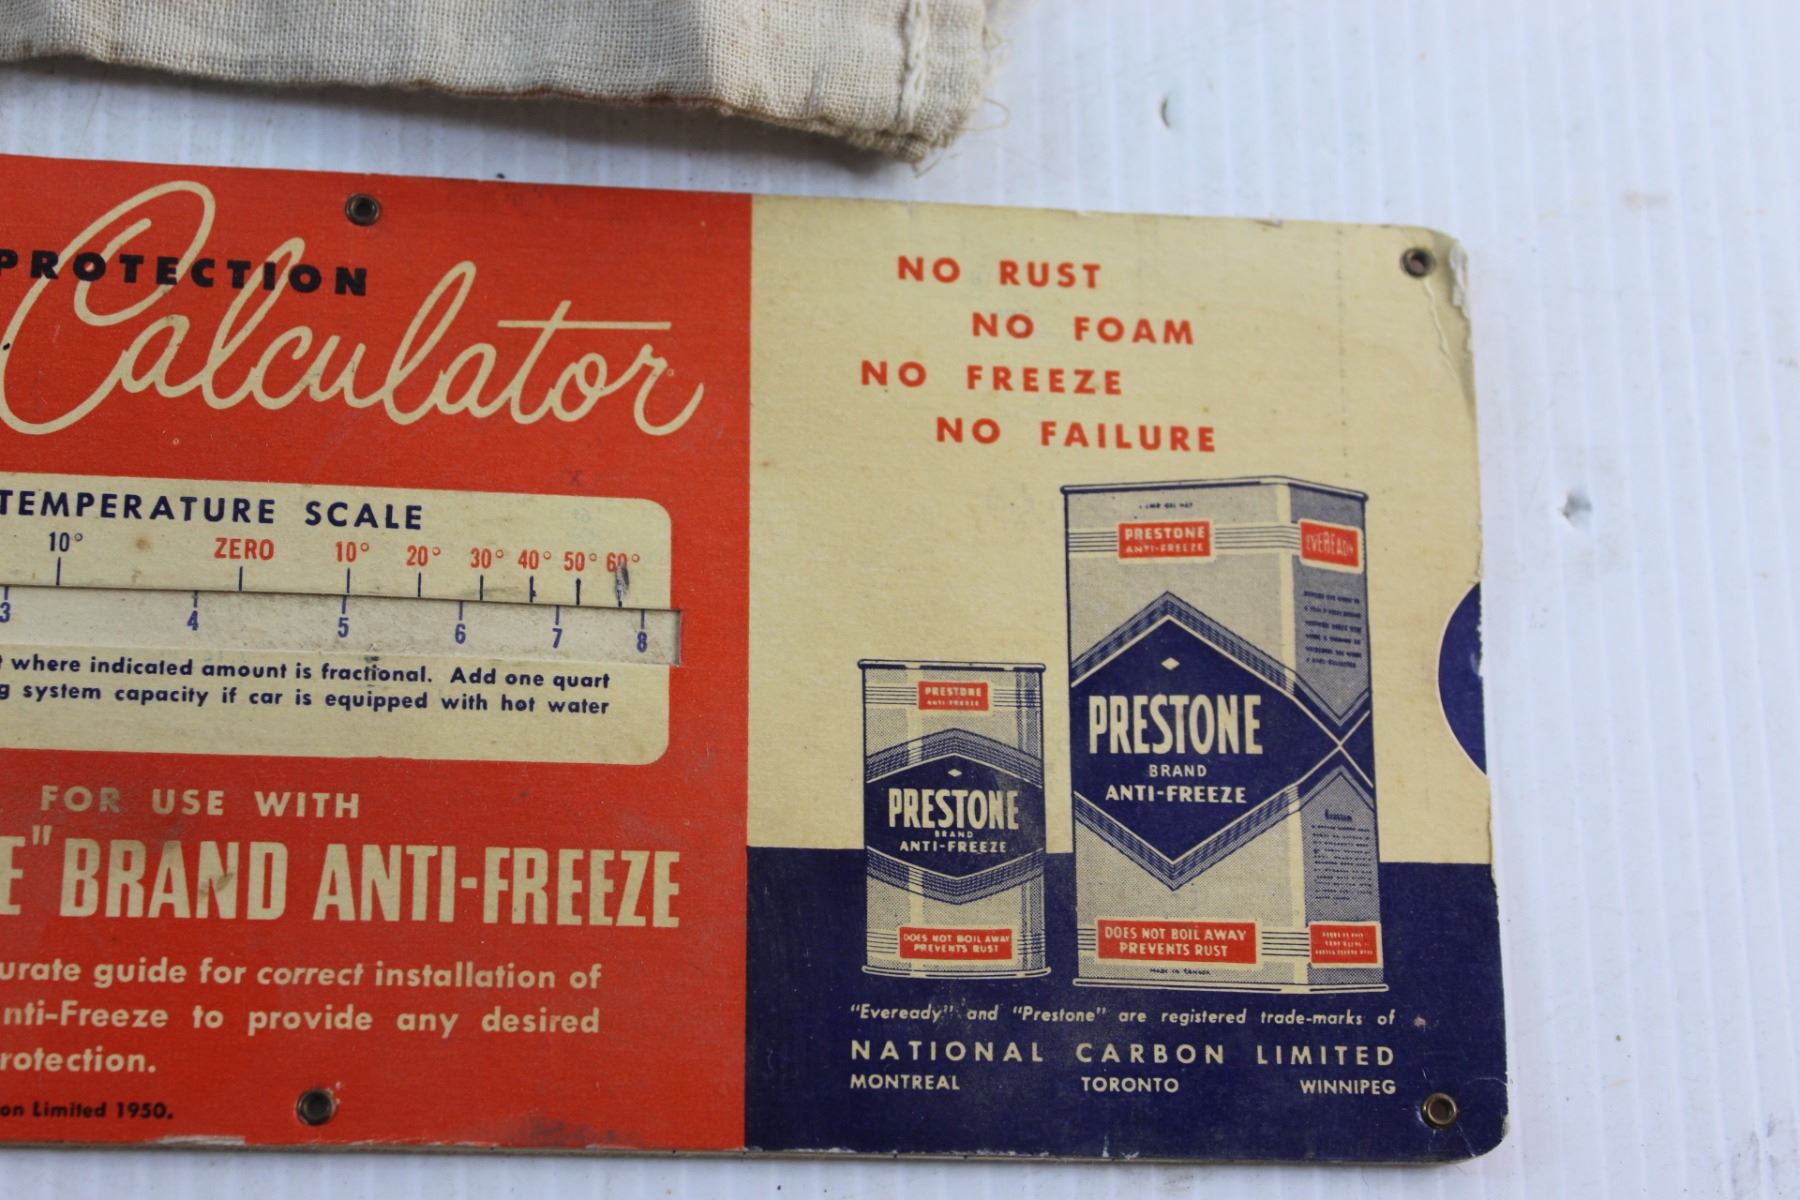 PROTECTION
Calculator
TEMPERATURE SCALE
10° ZERO 10° 20° 30° 40° 50° 60°
3 4 5 6 7 8
where indicated amount is fractional. Add one quart
system capacity if car is equipped with hot water
FOR USE WITH
E" BRAND ANTI-FREEZE
urate guide for correct installation of
nti-Freeze to provide any desired
rotection.
on Limited 1950.
NO RUST
NO FOAM
NO FREEZE
NO FAILURE
PRESTONE
ANTI-FREEZE
EVEREADY
PRESTONE
BRAND
ANTI-FREEZE
DOES NOT BOIL AWAY
PREVENTS RUST
MADE IN CANADA
PRESTONE
ANTI-FREEZE
PRESTONE
BRAND
ANTI-FREEZE
DOES NOT BOIL AWAY
PREVENTS RUST
"Eveready" and "Prestone" are registered trade-marks of
NATIONAL CARBON LIMITED
MONTREAL TORONTO WINNIPEG